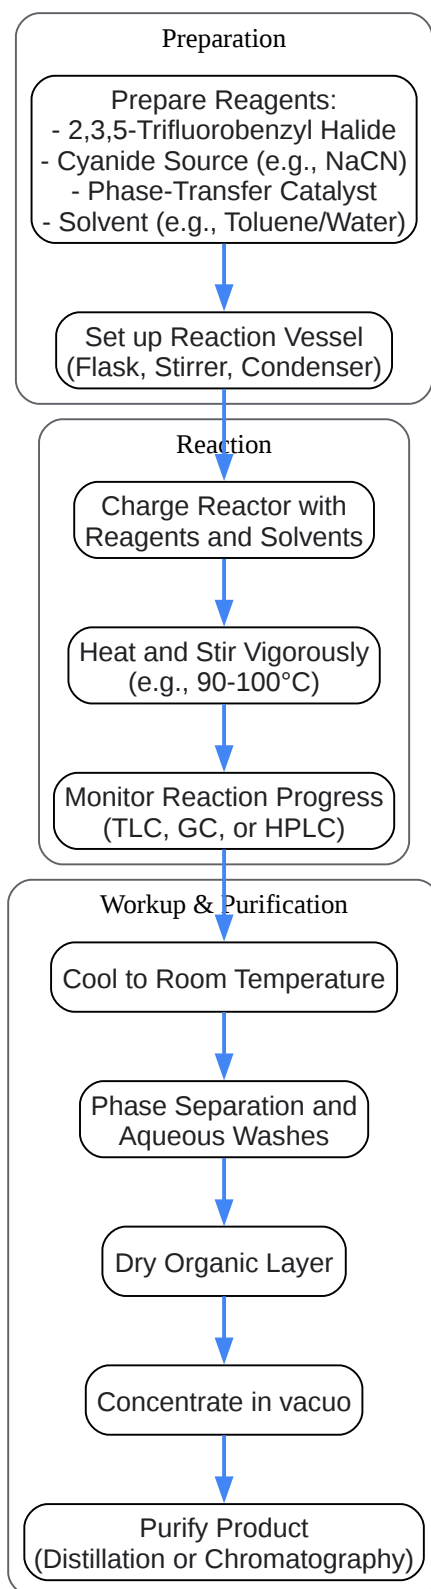 Preparation
Prepare Reagents:
- 2,3,5-Trifluorobenzyl Halide
- Cyanide Source (e.g., NaCN)
- Phase-Transfer Catalyst
- Solvent (e.g., Toluene/Water)
Set up Reaction Vessel
(Flask, Stirrer, Condenser)
Reaction
Charge Reactor with
Reagents and Solvents
Heat and Stir Vigorously
(e.g., 90-100°C)
Monitor Reaction Progress
(TLC, GC, or HPLC)
Workup & Purification
Cool to Room Temperature
Phase Separation and
Aqueous Washes
Dry Organic Layer
Concentrate in vacuo
Purify Product
(Distillation or Chromatography)